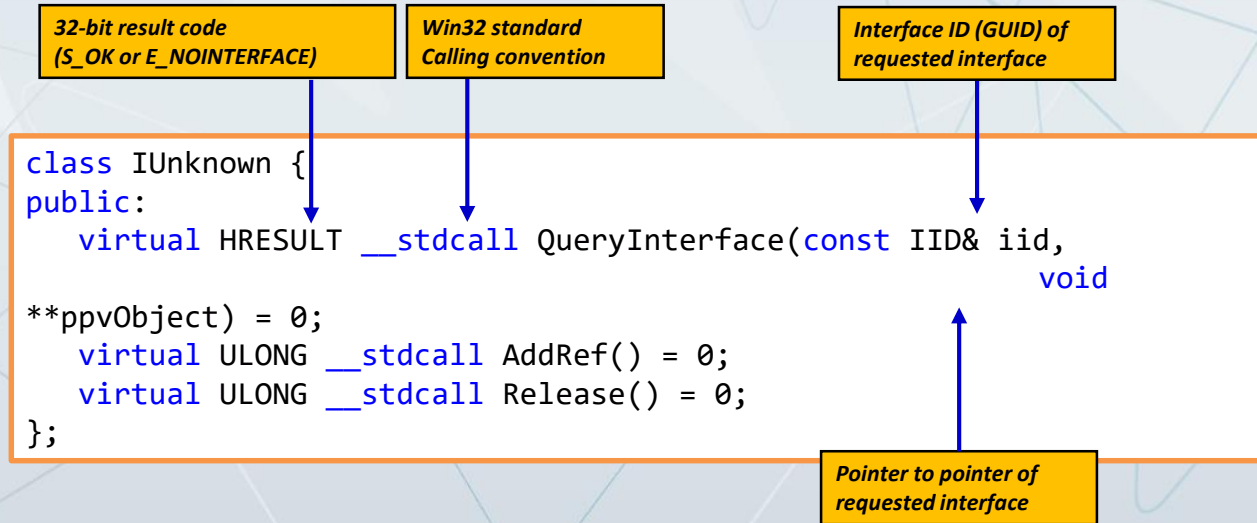 32-bit result code
(S_OK or E_NOINTERFACE)
Win32 standard
Calling convention
Interface ID (GUID) of
requested interface
class IUnknown {
public:
virtual HRESULT __stdcall QueryInterface(const IID& iid,
void
**ppvObject) = 0;
virtual ULONG __stdcall AddRef() = 0;
virtual ULONG __stdcall Release() = 0;
};
Pointer to pointer of
requested interface